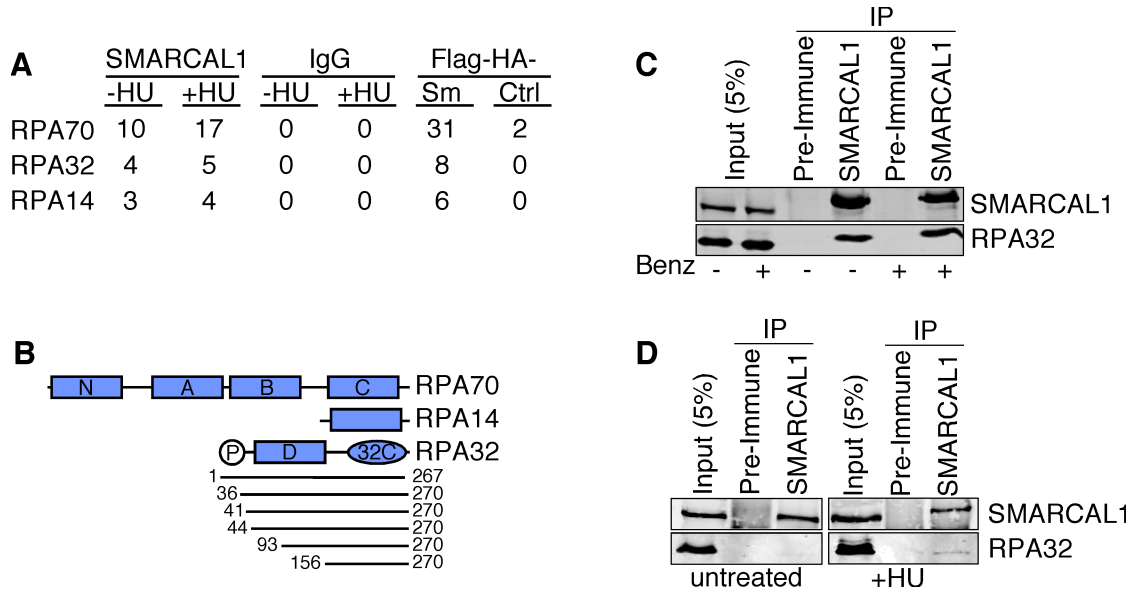 A
SMARCAL1 IgG Flag-HA-
-HU +HU -HU +HU Sm Ctrl
RPA70 10 17 0 0 31 2
RPA32 4 5 0 0 8 0
RPA14 3 4 0 0 6 0
B
N A B C RPA70
RPA14
P D 32C RPA32
1 267
36 270
41 270
44 270
93 270
156 270
C
IP
Input (5%) Pre-Immune SMARCAL1 Pre-Immune SMARCAL1
SMARCAL1
RPA32
Benz - + - - + +
D
IP IP
Input (5%) Pre-Immune SMARCAL1 Input (5%) Pre-Immune SMARCAL1
SMARCAL1
RPA32
untreated +HU